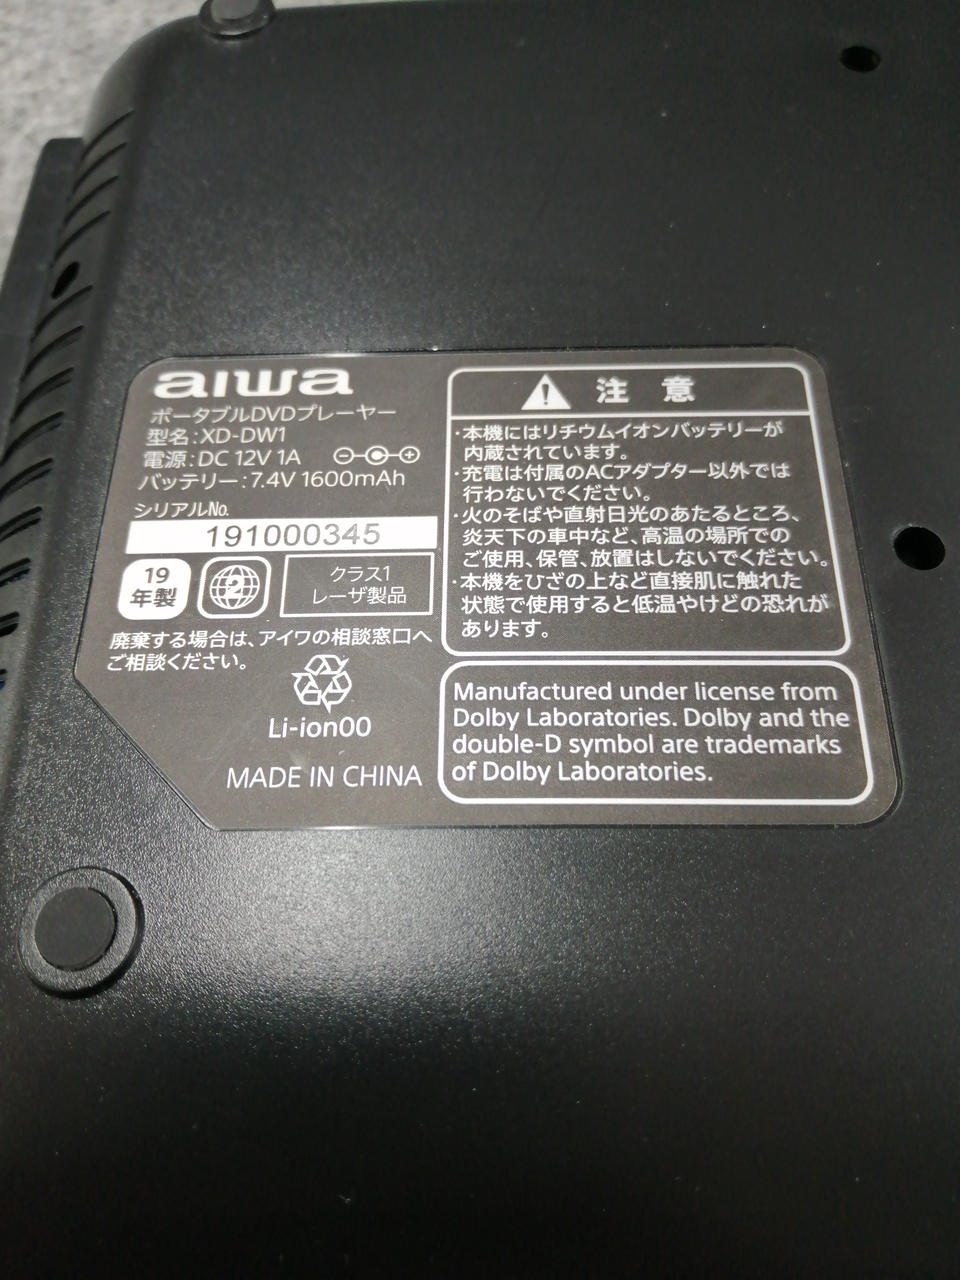 aiwa
ポータブルDVDプレーヤー
型名:XD-DW1
電源:DC 12V 1A
バッテリー:7.4V 1600mAh
シリアルNo.
191000345
19
年製
2
クラス1
レーザ製品
廃棄する場合は、アイワの相談窓口へ
ご相談ください。
Li-ion00
MADE IN CHINA
注 意
・本機にはリチウムイオンバッテリーが
内蔵されています。
・充電は付属のACアダプター以外では
行わないでください。
・火のそばや直射日光のあたるところ、
炎天下の車中など、高温の場所での
ご使用、保管、放置はしないでください。
・本機をひざの上など直接肌に触れた
状態で使用すると低温やけどの恐れが
あります。
Manufactured under license from
Dolby Laboratories. Dolby and the
double-D symbol are trademarks
of Dolby Laboratories.